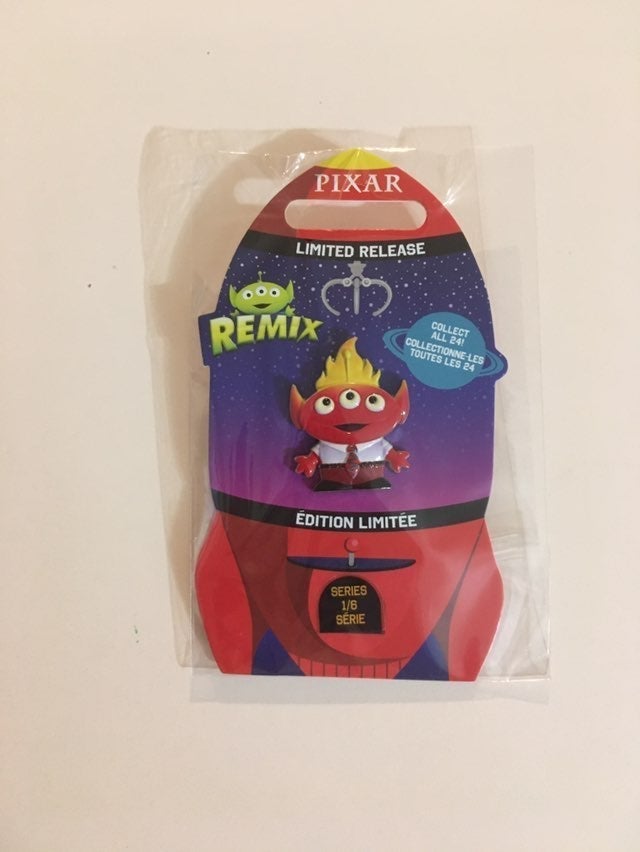 PIXAR
LIMITED RELEASE
REMIX
COLLECT
ALL 24!
COLLECTIONNE-LES
TOUTES LES 24
ÉDITION LIMITÉE
SERIES
1/6
SÉRIE